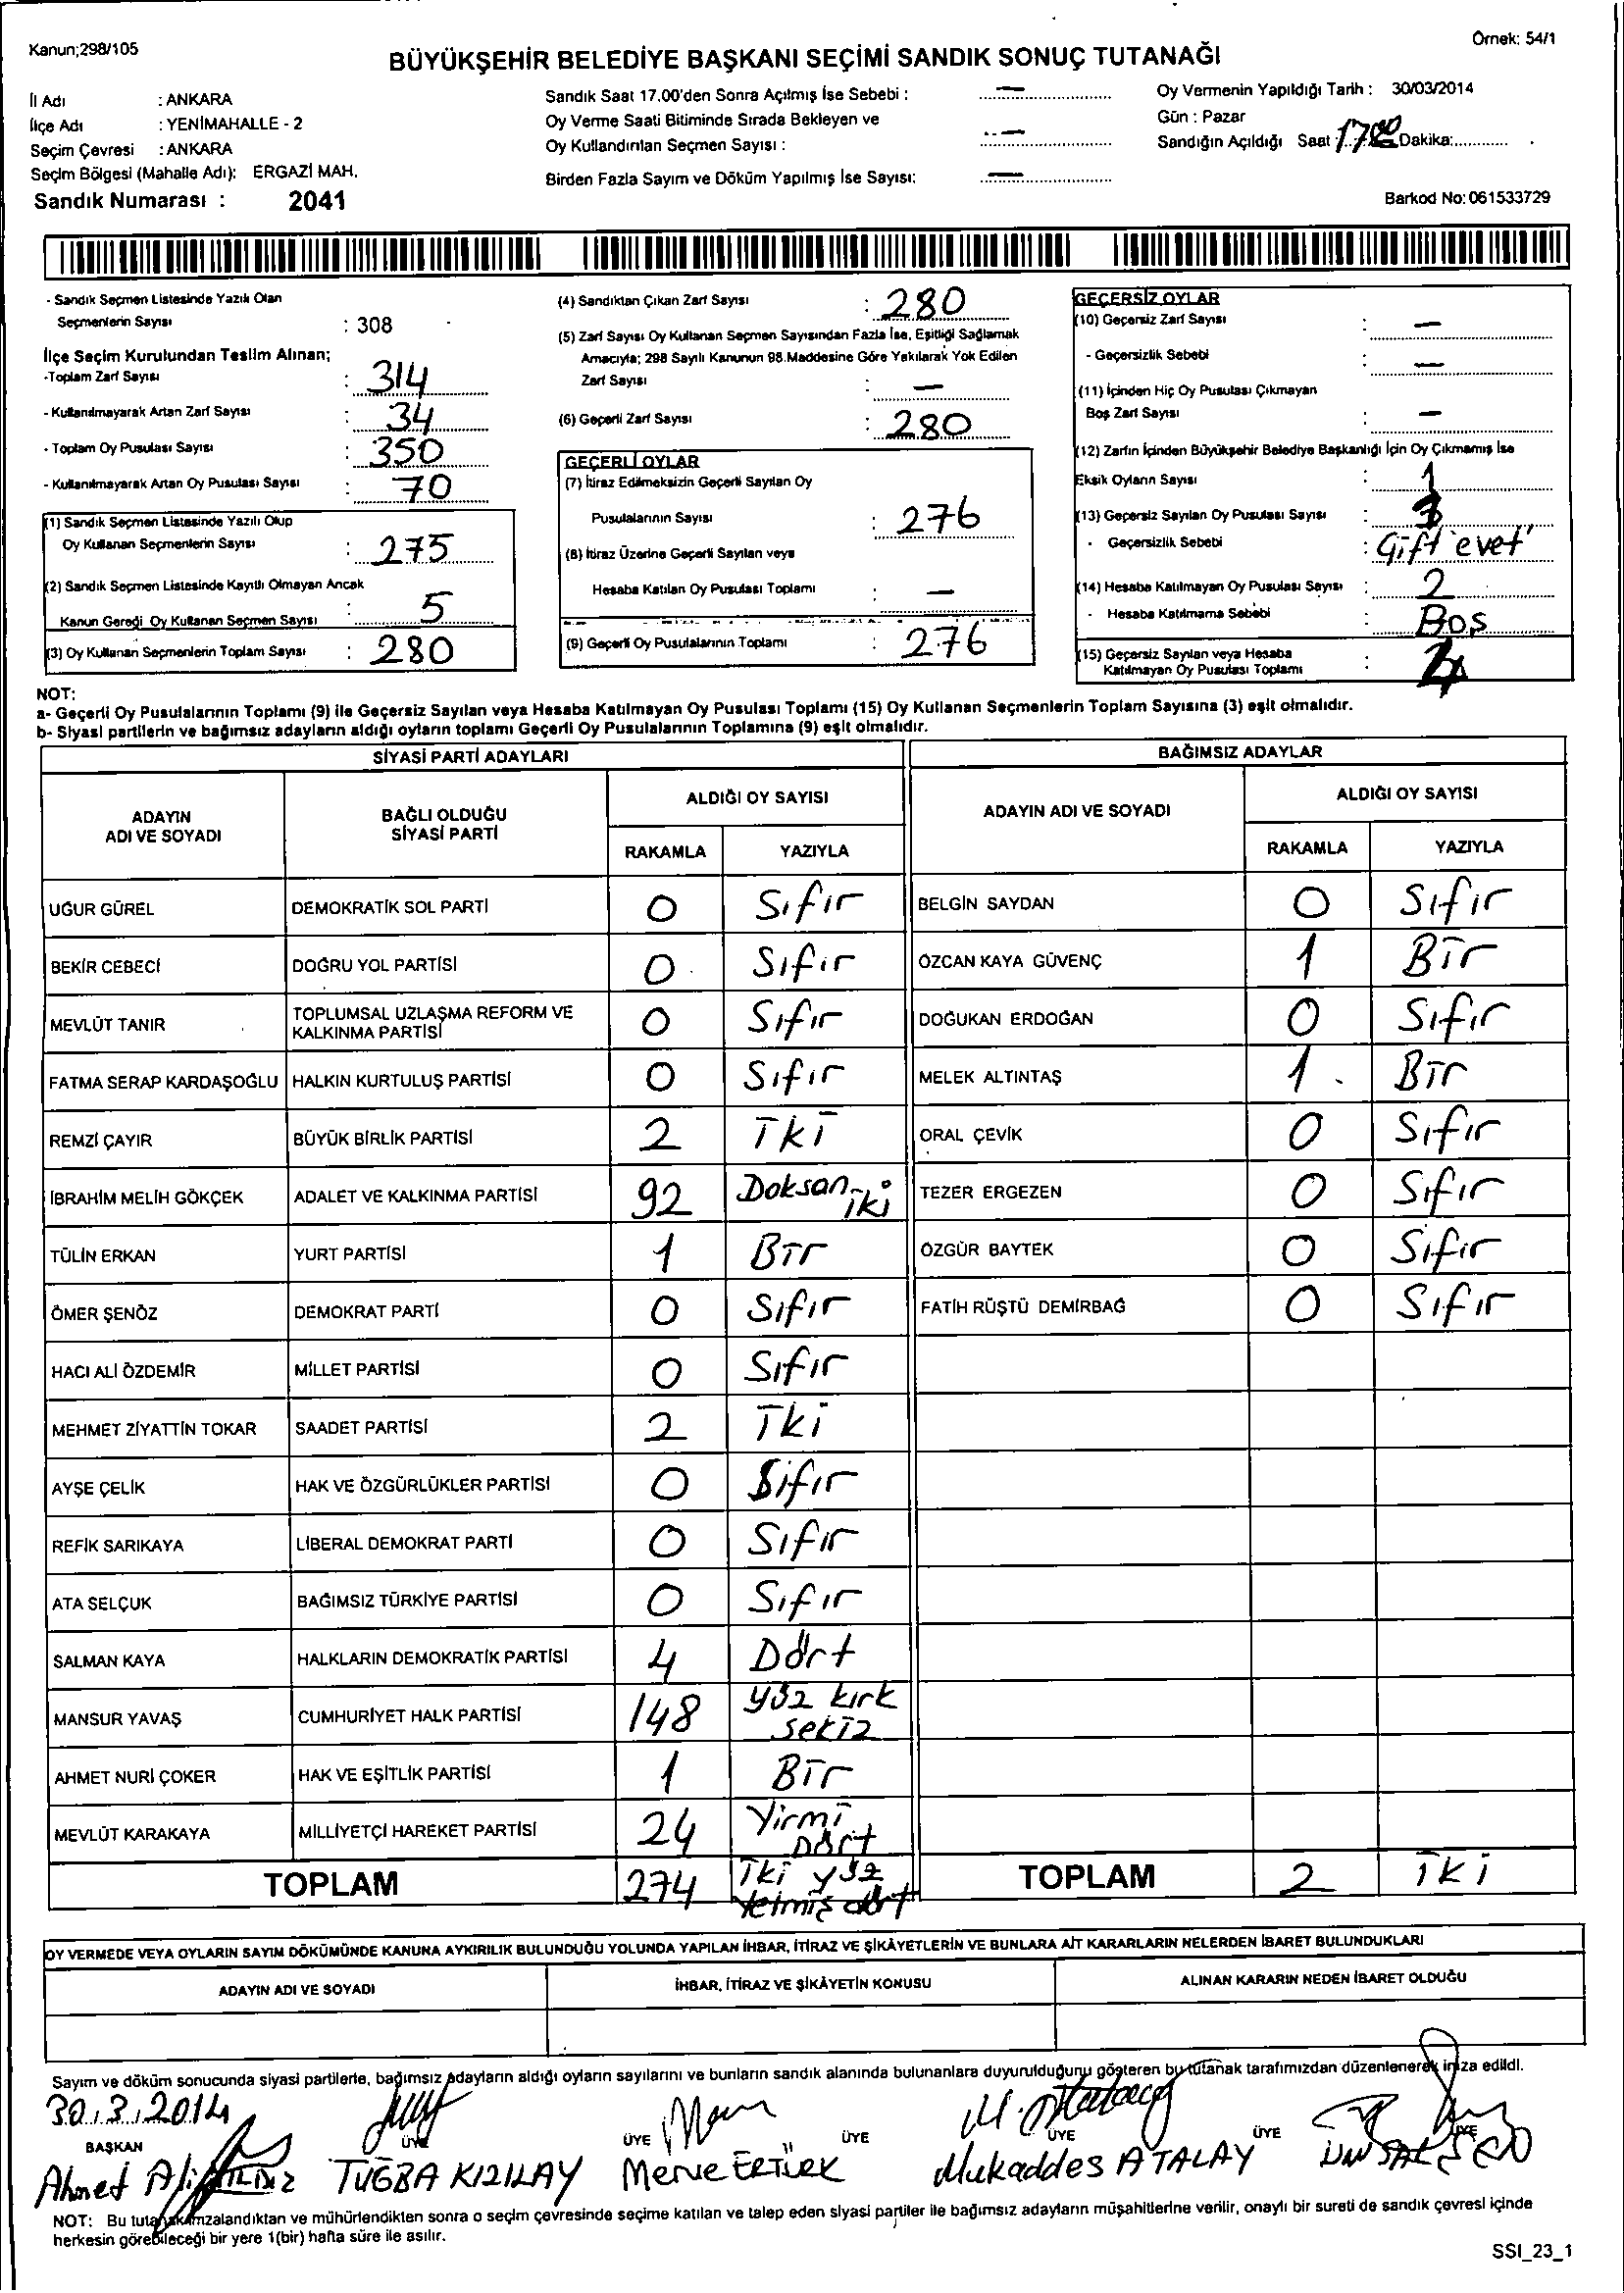 Kanun;298/105
Örnek: 54/1
BÜYÜKŞEHİR BELEDİYE BAŞKANI SEÇİMİ SANDIK SONUÇ TUTANAĞI
İl Adı : ANKARA
İlçe Adı : YENİMAHALLE - 2
Seçim Çevresi : ANKARA
Seçim Bölgesi (Mahalle Adı): ERGAZİ MAH.
Sandık Numarası : 2041
Sandık Saat 17.00'den Sonra Açılmış İse Sebebi : —
Oy Verme Saati Bitiminde Sırada Bekleyen ve
Oy Kullandırılan Seçmen Sayısı : —
Birden Fazla Sayım ve Döküm Yapılmış İse Sayısı: —
Oy Vermenin Yapıldığı Tarih : 30/03/2014
Gün : Pazar
Sandığın Açıldığı Saat : Dakika:
Barkod No:061533729
- Sandık Seçmen Listesinde Yazılı Olan
Seçmenlerin Sayısı : 308
İlçe Seçim Kurulundan Teslim Alınan;
-Toplam Zarf Sayısı : 314
- Kullanılmayarak Artan Zarf Sayısı : 34
- Toplam Oy Pusulası Sayısı : 350
- Kullanılmayarak Artan Oy Pusulası Sayısı : 70
(1) Sandık Seçmen Listesinde Yazılı Olup
Oy Kullanan Seçmenlerin Sayısı : 275
(2) Sandık Seçmen Listesinde Kayıtlı Olmayan Ancak
Kanun Gereği Oy Kullanan Seçmen Sayısı : 5
(3) Oy Kullanan Seçmenlerin Toplam Sayısı : 280
(4) Sandıktan Çıkan Zarf Sayısı : 280
(5) Zarf Sayısı Oy Kullanan Seçmen Sayısından Fazla İse, Eşitliği Sağlamak
Amacıyla; 298 Sayılı Kanunun 98.Maddesine Göre Yakılarak Yok Edilen
Zarf Sayısı : —
(6) Geçerli Zarf Sayısı : 280
GEÇERLİ OYLAR
(7) İtiraz Edilmeksizin Geçerli Sayılan Oy
Pusulalarının Sayısı : 276
(8) İtiraz Üzerine Geçerli Sayılan veya
Hesaba Katılan Oy Pusulası Toplamı : —
(9) Geçerli Oy Pusulalarının Toplamı : 276
GEÇERSİZ OYLAR
(10) Geçersiz Zarf Sayısı : —
- Geçersizlik Sebebi : —
(11) İçinden Hiç Oy Pusulası Çıkmayan
Boş Zarf Sayısı : —
(12) Zarfın İçinden Büyükşehir Belediye Başkanlığı İçin Oy Çıkmamış İse
Eksik Oyların Sayısı : 1
(13) Geçersiz Sayılan Oy Pusulası Sayısı :
- Geçersizlik Sebebi : Çift 'evet'
(14) Hesaba Katılmayan Oy Pusulası Sayısı : 2
- Hesaba Katılmama Sebebi : Boş
(15) Geçersiz Sayılan veya Hesaba
Katılmayan Oy Pusulası Toplamı : 4
NOT:
a- Geçerli Oy Pusulalarının Toplamı (9) ile Geçersiz Sayılan veya Hesaba Katılmayan Oy Pusulası Toplamı (15) Oy Kullanan Seçmenlerin Toplam Sayısına (3) eşit olmalıdır.
b- Siyasi partilerin ve bağımsız adayların aldığı oyların toplamı Geçerli Oy Pusulalarının Toplamına (9) eşit olmalıdır.
SİYASİ PARTİ ADAYLARI
BAĞIMSIZ ADAYLAR
ADAYIN
ADI VE SOYADI
BAĞLI OLDUĞU
SİYASİ PARTİ
ALDIĞI OY SAYISI
RAKAMLA YAZIYLA
ADAYIN ADI VE SOYADI
ALDIĞI OY SAYISI
RAKAMLA YAZIYLA
UĞUR GÜREL DEMOKRATİK SOL PARTİ 0 Sıfır BELGİN SAYDAN 0 Sıfır
BEKİR CEBECİ DOĞRU YOL PARTİSİ 0 Sıfır ÖZCAN KAYA GÜVENÇ 1 Bir
MEVLÜT TANIR TOPLUMSAL UZLAŞMA REFORM VE KALKINMA PARTİSİ 0 Sıfır DOĞUKAN ERDOĞAN 0 Sıfır
FATMA SERAP KARDAŞOĞLU HALKIN KURTULUŞ PARTİSİ 0 Sıfır MELEK ALTINTAŞ 1 Bir
REMZİ ÇAYIR BÜYÜK BİRLİK PARTİSİ 2 İki ORAL ÇEVİK 0 Sıfır
İBRAHİM MELİH GÖKÇEK ADALET VE KALKINMA PARTİSİ 92 Doksan iki TEZER ERGEZEN 0 Sıfır
TÜLİN ERKAN YURT PARTİSİ 1 Bir ÖZGÜR BAYTEK 0 Sıfır
ÖMER ŞENÖZ DEMOKRAT PARTİ 0 Sıfır FATİH RÜŞTÜ DEMİRBAĞ 0 Sıfır
HACI ALİ ÖZDEMİR MİLLET PARTİSİ 0 Sıfır
MEHMET ZİYATTİN TOKAR SAADET PARTİSİ 2 İki
AYŞE ÇELİK HAK VE ÖZGÜRLÜKLER PARTİSİ 0 Sıfır
REFİK SARIKAYA LİBERAL DEMOKRAT PARTİ 0 Sıfır
ATA SELÇUK BAĞIMSIZ TÜRKİYE PARTİSİ 0 Sıfır
SALMAN KAYA HALKLARIN DEMOKRATİK PARTİSİ 4 Dört
MANSUR YAVAŞ CUMHURİYET HALK PARTİSİ 148 yüz kırk sekiz
AHMET NURİ ÇOKER HAK VE EŞİTLİK PARTİSİ 1 Bir
MEVLÜT KARAKAYA MİLLİYETÇİ HAREKET PARTİSİ 24 Yirmi Dört
TOPLAM 274 İki yüz yetmiş dört TOPLAM 2 iki
OY VERMEDE VEYA OYLARIN SAYIM DÖKÜMÜNDE KANUNA AYKIRILIK BULUNDUĞU YOLUNDA YAPILAN İHBAR, İTİRAZ VE ŞİKÂYETLERİN VE BUNLARA AİT KARARLARIN NELERDEN İBARET BULUNDUKLARI
ADAYIN ADI VE SOYADI İHBAR, İTİRAZ VE ŞİKÂYETİN KONUSU ALINAN KARARIN NEDEN İBARET OLDUĞU
Sayım ve döküm sonucunda siyasi partilerle, bağımsız adayların aldığı oyların sayılarını ve bunların sandık alanında bulunanlara duyurulduğunu gösteren bu tutanak tarafımızdan düzenlenerek imza edildi.
30.3.2014
BAŞKAN ÜYE ÜYE ÜYE ÜYE ÜYE ÜYE
Ahmet Ali YILDIZ TUĞBA KIZILAY Merve ERTÜRK Mukaddes ATALAY ÜNSAL ŞEN
NOT: Bu tutanak imzalandıktan ve mühürlendikten sonra o seçim çevresinde seçime katılan ve talep eden siyasi partiler ile bağımsız adayların müşahitlerine verilir, onaylı bir sureti de sandık çevresi içinde
herkesin görebileceği bir yere 1(bir) hafta süre ile asılır.
SSI_23_1